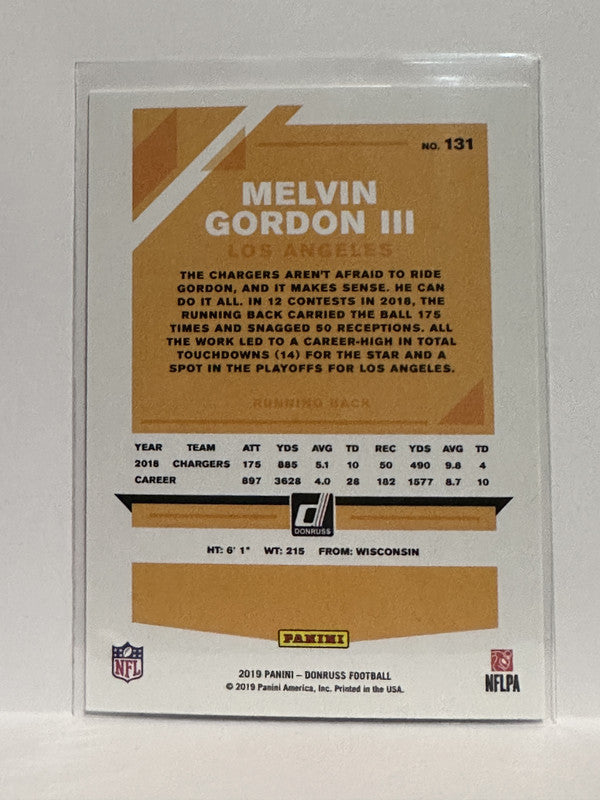 NO. 131
MELVIN
GORDON III
LOS ANGELES
THE CHARGERS AREN'T AFRAID TO RIDE
GORDON, AND IT MAKES SENSE. HE CAN
DO IT ALL. IN 12 CONTESTS IN 2018, THE
RUNNING BACK CARRIED THE BALL 175
TIMES AND SNAGGED 50 RECEPTIONS. ALL
THE WORK LED TO A CAREER-HIGH IN TOTAL
TOUCHDOWNS (14) FOR THE STAR AND A
SPOT IN THE PLAYOFFS FOR LOS ANGELES.
RUNNING BACK
YEAR TEAM ATT YDS AVG TD REC YDS AVG TD
2018 CHARGERS 175 885 5.1 10 50 490 9.8 4
CAREER 897 3628 4.0 28 182 1577 8.7 10
d
DONRUSS
HT: 6' 1" WT: 215 FROM: WISCONSIN
PANINI
NFL
NFLPA
2019 PANINI – DONRUSS FOOTBALL
© 2019 Panini America, Inc. Printed in the USA.